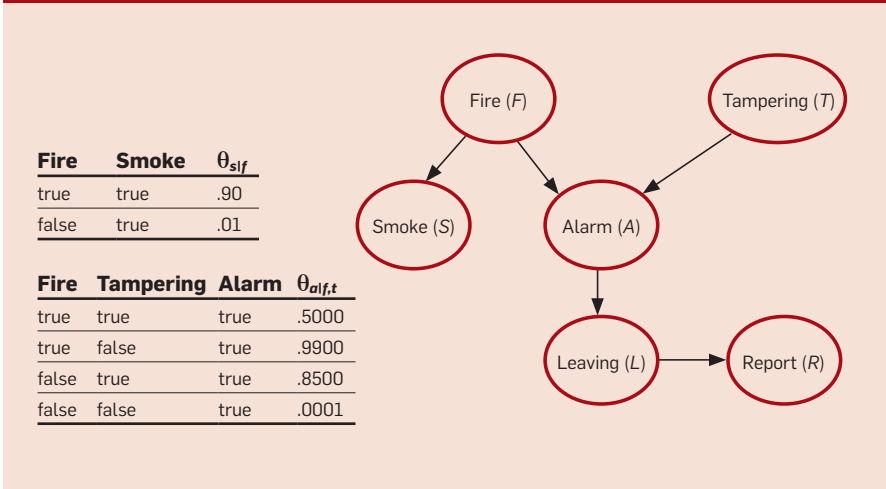 Fire Smoke θs|f
true true .90
false true .01
Fire Tampering Alarm θa|f,t
true true true .5000
true false true .9900
false true true .8500
false false true .0001
Fire (F)
Tampering (T)
Smoke (S)
Alarm (A)
Leaving (L)
Report (R)